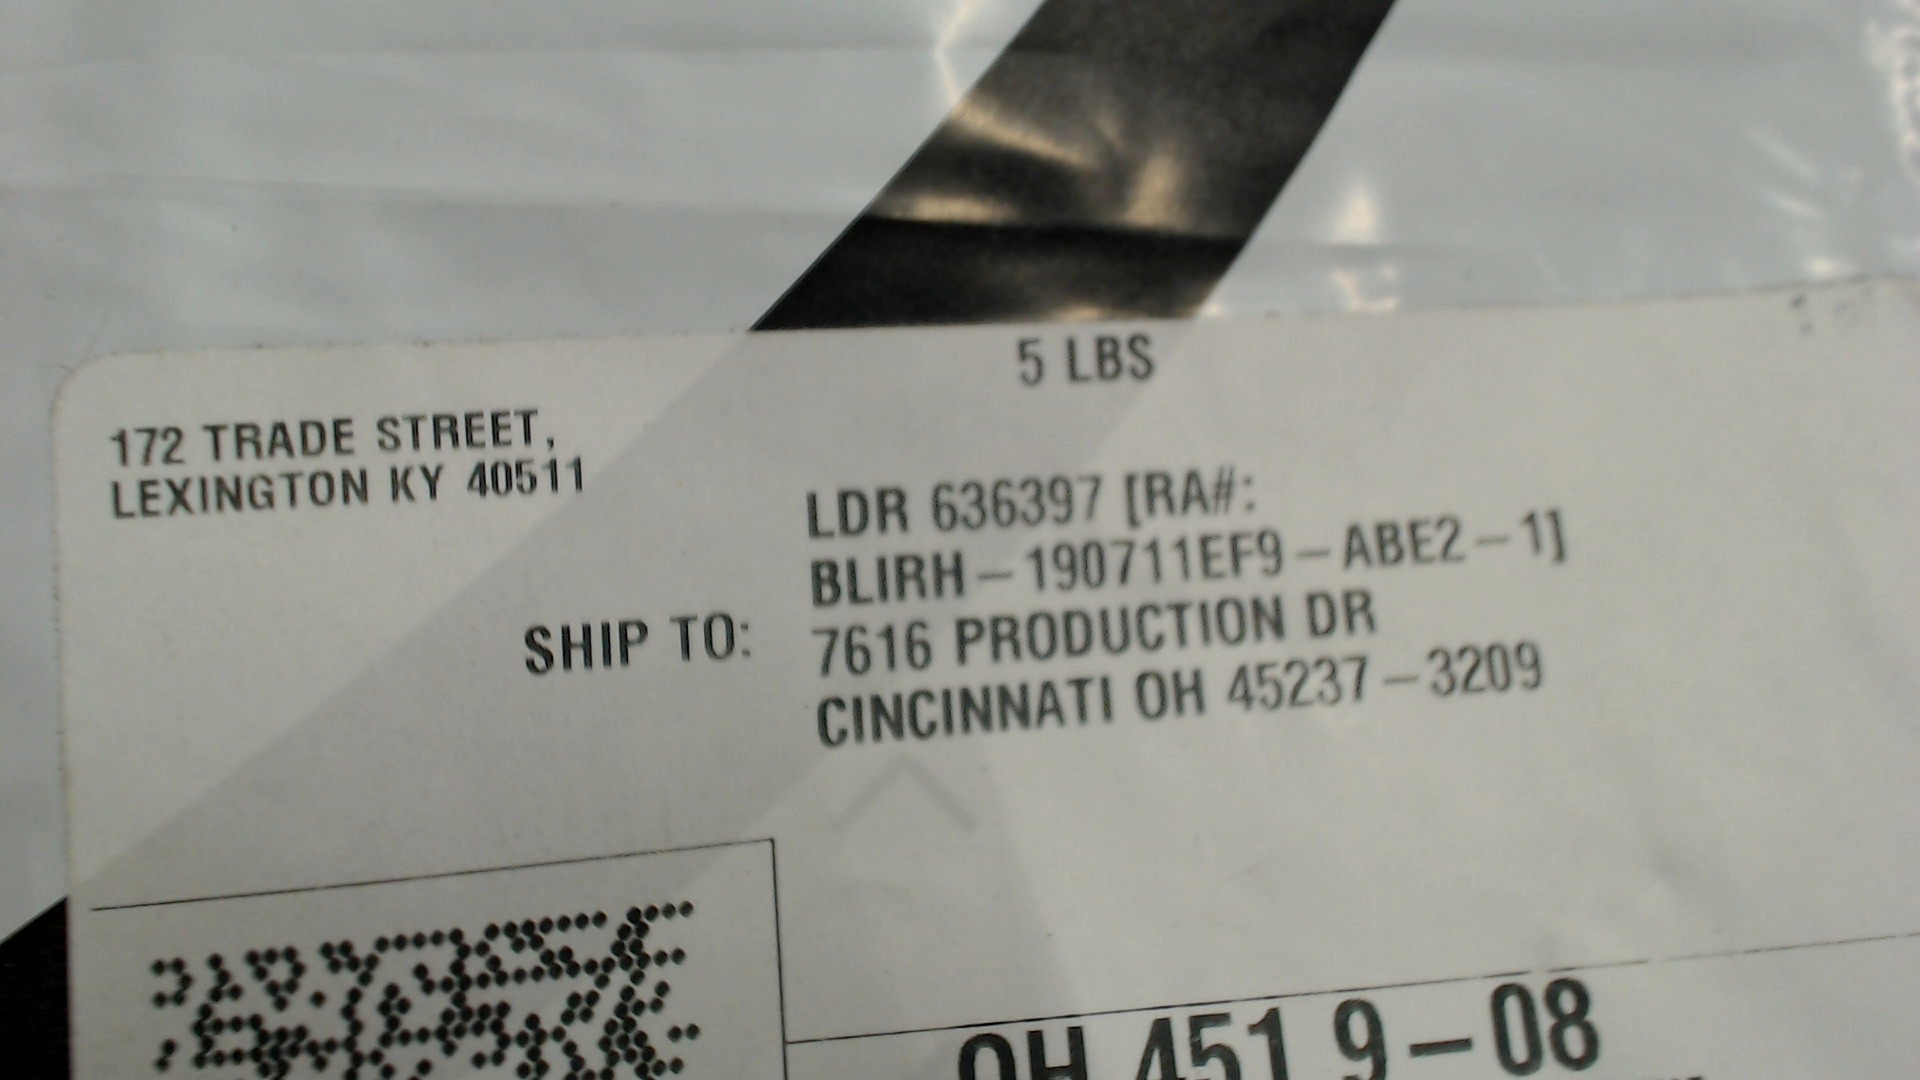 5 LBS
172 TRADE STREET,
LEXINGTON KY 40511
LDR 636397 [RA#:
BLIRH-190711EF9-ABE2-1]
SHIP TO: 7616 PRODUCTION DR
CINCINNATI OH 45237-3209
OH 451 9-08